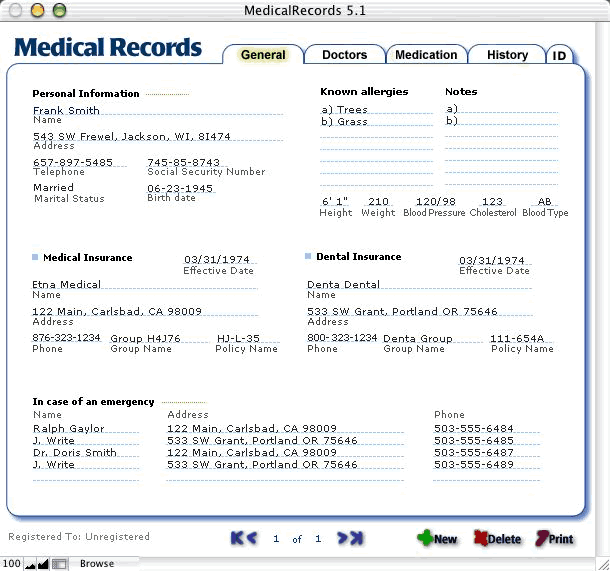 MedicalRecords 5.1
Medical Records
General Doctors Medication History ID
Personal Information
Frank Smith
Name
543 SW Frewel, Jackson, WI, 8I474
Address
657-897-5485 745-85-8743
Telephone Social Security Number
Married 06-23-1945
Marital Status Birth date
Known allergies Notes
a) Trees a)
b) Grass b)
6' 1" 210 120/98 123 AB
Height Weight Blood Pressure Cholesterol Blood Type
Medical Insurance 03/31/1974
Effective Date
Etna Medical
Name
122 Main, Carlsbad, CA 98009
Address
876-323-1234 Group H4J76 HJ-L-35
Phone Group Name Policy Name
Dental Insurance 03/31/1974
Effective Date
Denta Dental
Name
533 SW Grant, Portland OR 75646
Address
800-323-1234 Denta Group 111-654A
Phone Group Name Policy Name
In case of an emergency
Name Address Phone
Ralph Gaylor 122 Main, Carlsbad, CA 98009 503-555-6484
J. Write 533 SW Grant, Portland OR 75646 503-555-6485
Dr. Doris Smith 122 Main, Carlsbad, CA 98009 503-555-6487
J. Write 533 SW Grant, Portland OR 75646 503-555-6489
Registered To: Unregistered 1 of 1 New Delete Print
100 Browse